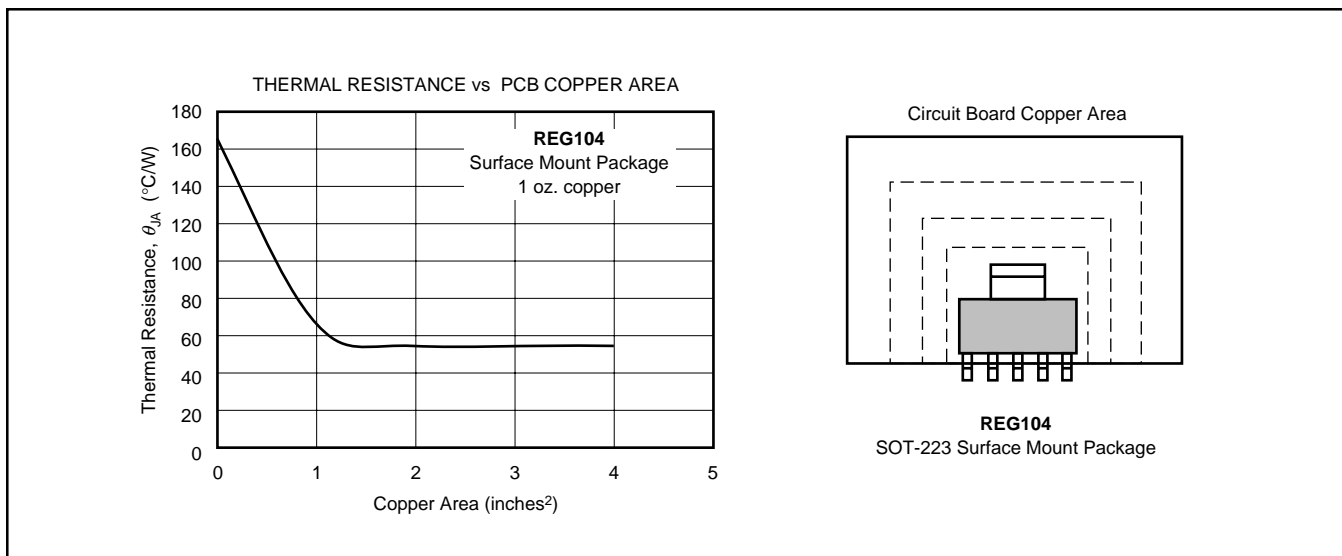 THERMAL RESISTANCE vs PCB COPPER AREA
Thermal Resistance, θJA (°C/W)
180
160
140
120
100
80
60
40
20
0
REG104
Surface Mount Package
1 oz. copper
0 1 2 3 4 5
Copper Area (inches²)
Circuit Board Copper Area
REG104
SOT-223 Surface Mount Package